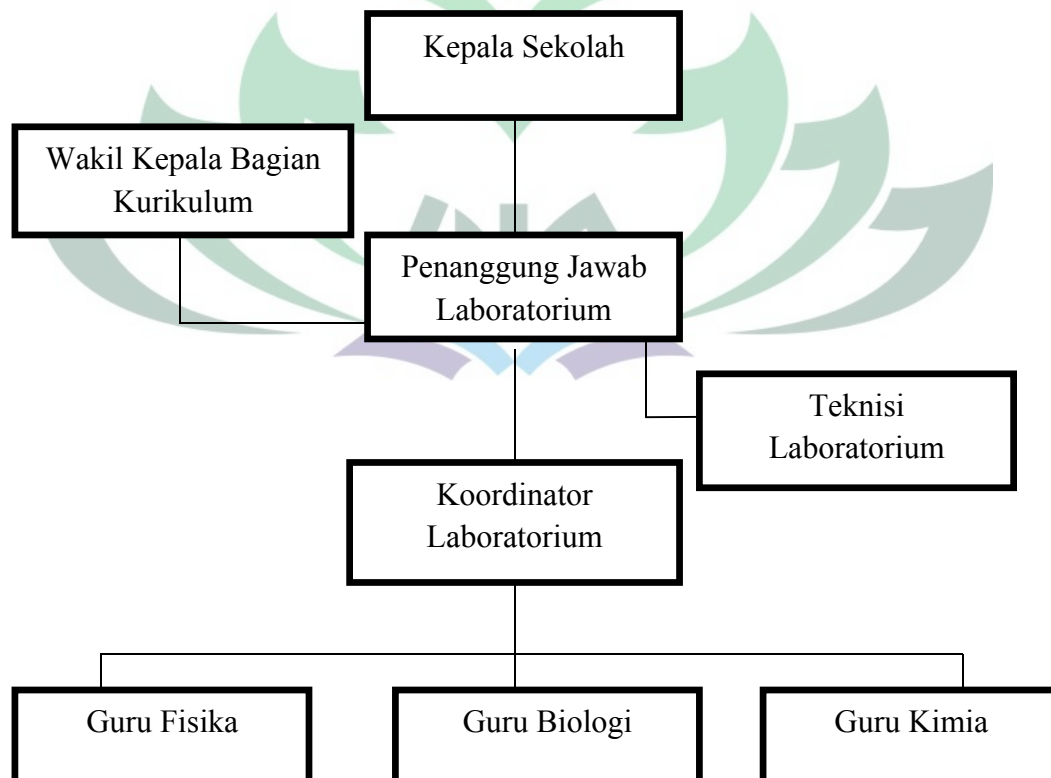 Kepala Sekolah
Wakil Kepala Bagian
Kurikulum
Penanggung Jawab
Laboratorium
Teknisi
Laboratorium
Koordinator
Laboratorium
Guru Fisika
Guru Biologi
Guru Kimia